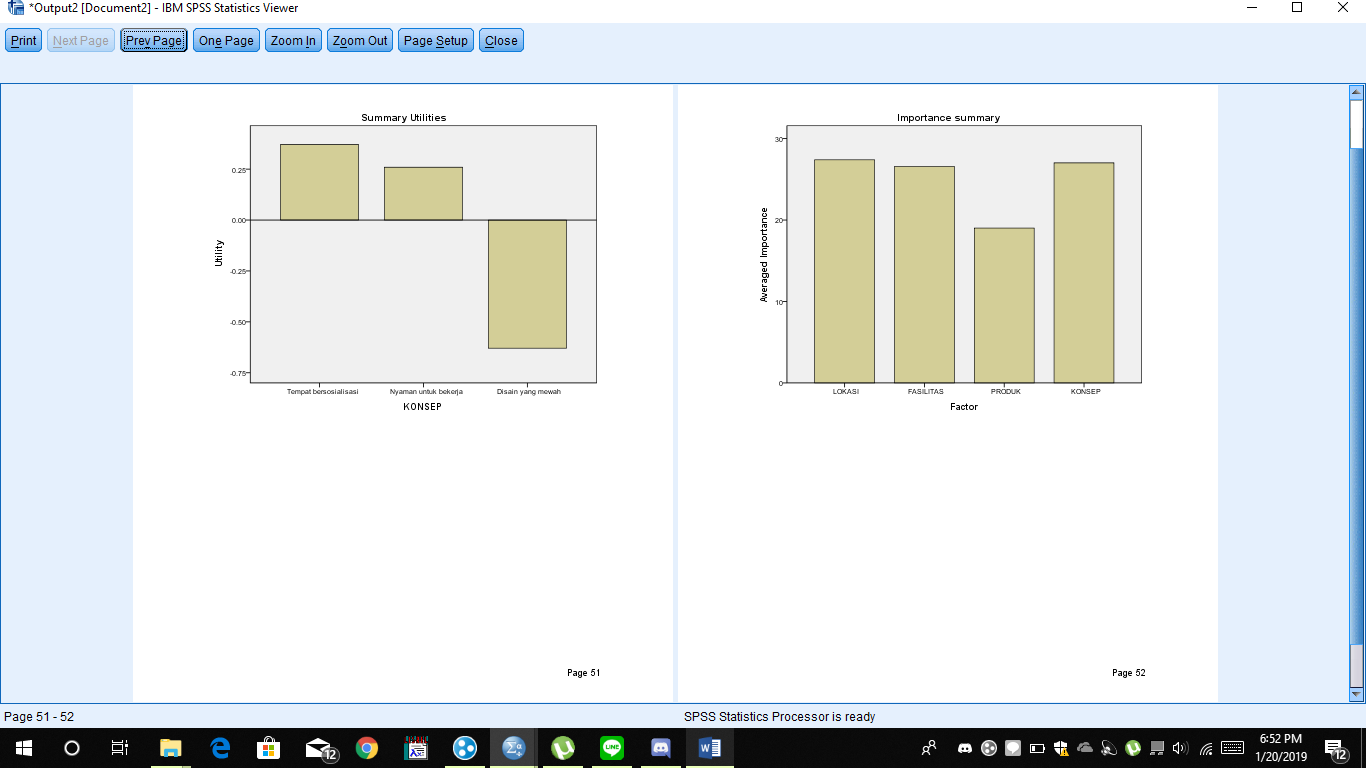 *Output2 [Document2] - IBM SPSS Statistics Viewer
Print Next Page Prev Page One Page Zoom In Zoom Out Page Setup Close
Summary Utilities
Utility
0.25
0.00
-0.25
-0.50
-0.75
Tempat bersosialisasi Nyaman untuk bekerja Disain yang mewah
KONSEP
Page 51
Importance summary
Averaged Importance
30
20
10
0
LOKASI FASILITAS PRODUK KONSEP
Factor
Page 52
Page 51 - 52 SPSS Statistics Processor is ready
12
LINE
6:52 PM
1/20/2019
12